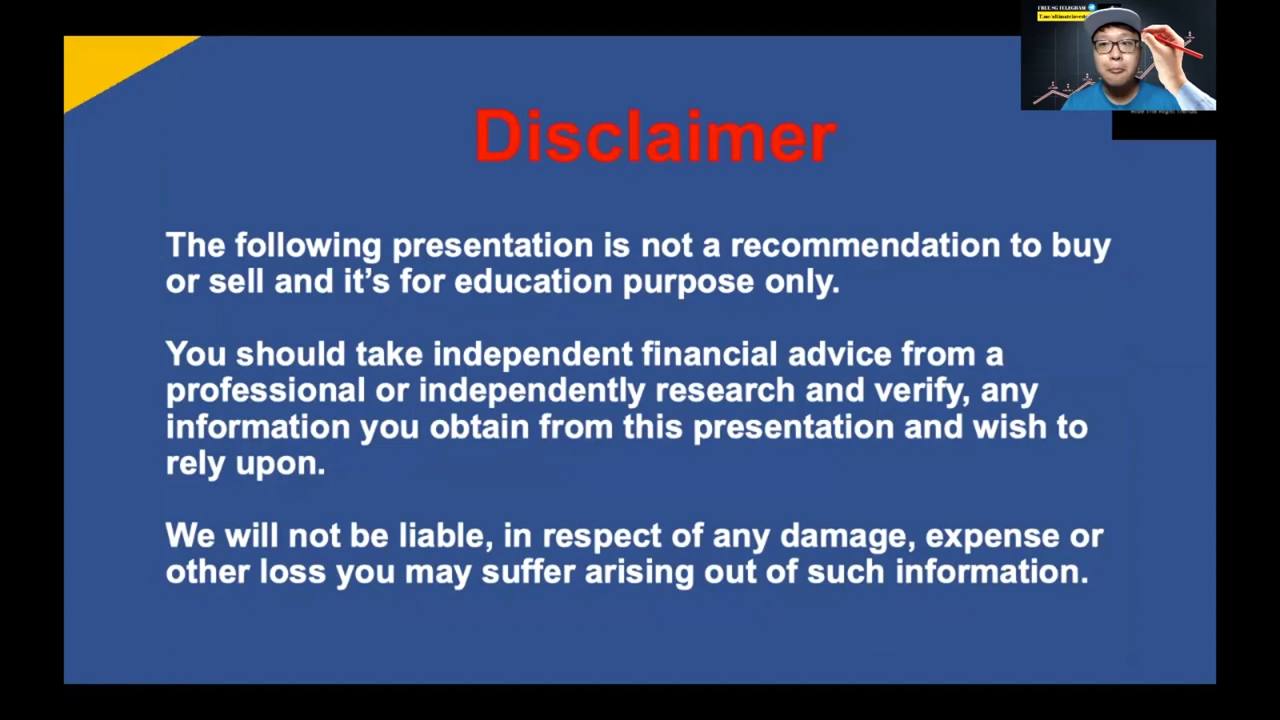 FREE SG TELEGRAM
Disclaimer
The following presentation is not a recommendation to buy
or sell and it's for education purpose only.
You should take independent financial advice from a
professional or independently research and verify, any
information you obtain from this presentation and wish to
rely upon.
We will not be liable, in respect of any damage, expense or
other loss you may suffer arising out of such information.